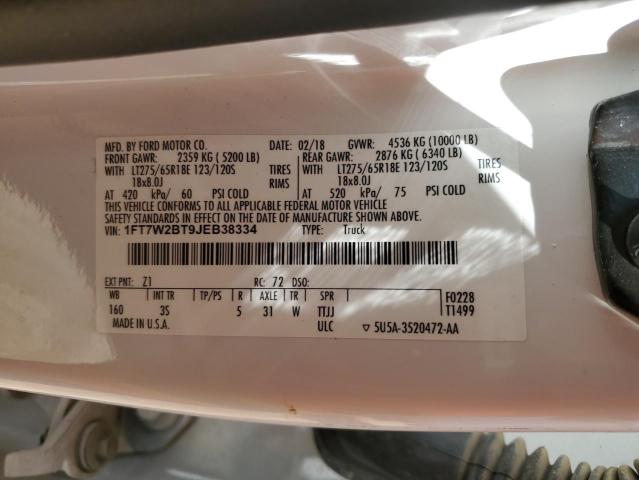 MFD. BY FORD MOTOR CO. DATE: 02/18 GVWR: 4536 KG (10000 LB)
FRONT GAWR: 2359 KG (5200 LB) REAR GAWR: 2876 KG (6340 LB)
WITH LT275/65R18E 123/120S TIRES WITH LT275/65R18E 123/120S TIRES
18x8.0J RIMS 18x8.0J RIMS
AT 420 kPa/ 60 PSI COLD AT 520 kPa/ 75 PSI COLD
THIS VEHICLE CONFORMS TO ALL APPLICABLE FEDERAL MOTOR VEHICLE
SAFETY STANDARDS IN EFFECT ON THE DATE OF MANUFACTURE SHOWN ABOVE.
VIN: 1FT7W2BT9JEB38334 TYPE: Truck
EXT PNT: Z1 RC: 72 DSO:
WB INT TR TP/PS R AXLE TR SPR F0228
160 3S 5 31 W TTJJ T1499
MADE IN U.S.A. ULC ▽ 5U5A-3520472-AA